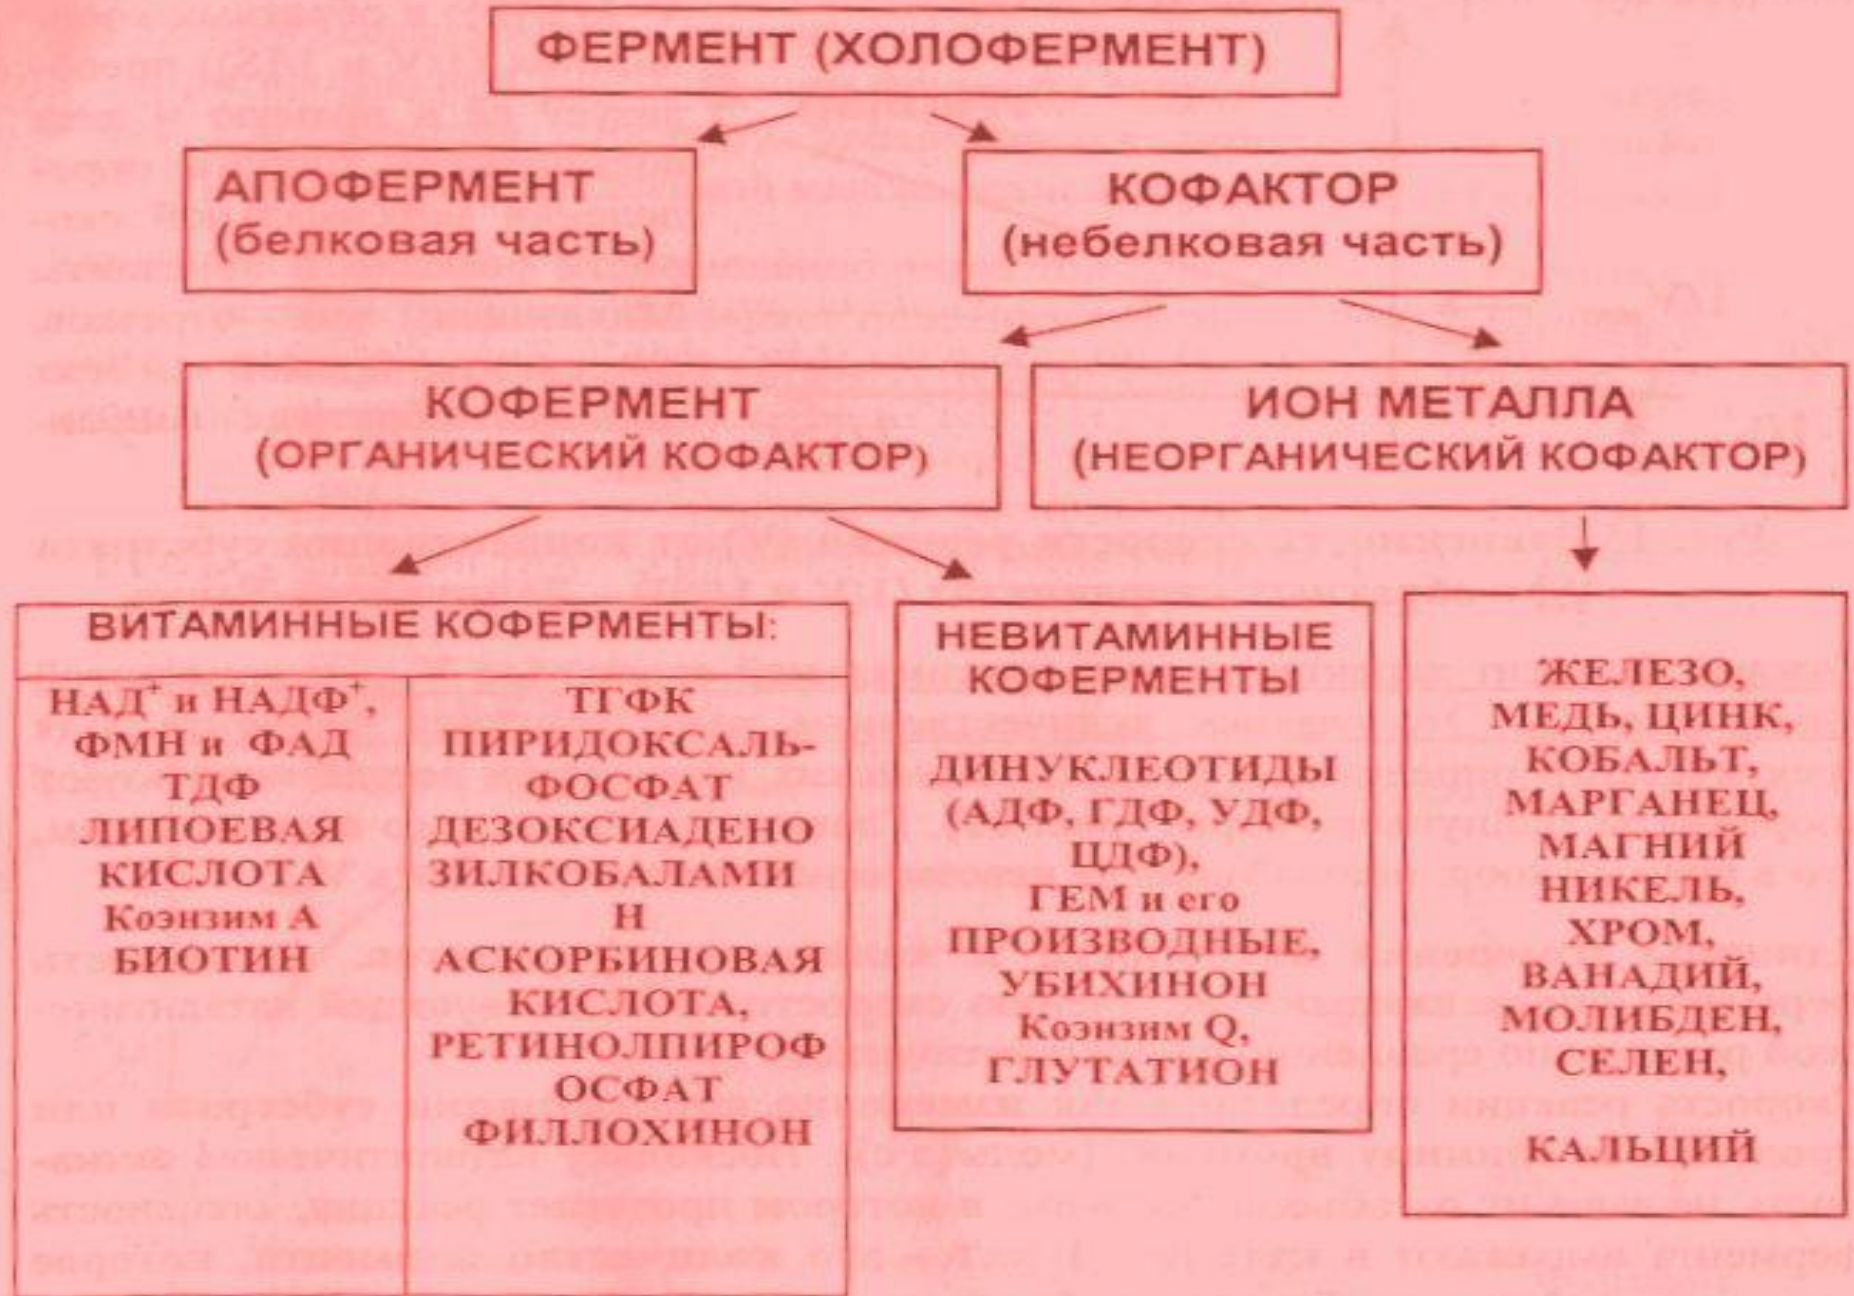 ФЕРМЕНТ (ХОЛОФЕРМЕНТ)
АПОФЕРМЕНТ
(белковая часть)
КОФАКТОР
(небелковая часть)
КОФЕРМЕНТ
(ОРГАНИЧЕСКИЙ КОФАКТОР)
ИОН МЕТАЛЛА
(НЕОРГАНИЧЕСКИЙ КОФАКТОР)
ВИТАМИННЫЕ КОФЕРМЕНТЫ:
НАД⁺ и НАДФ⁺,
ФМН и ФАД
ТДФ
ЛИПОЕВАЯ
КИСЛОТА
Коэнзим А
БИОТИН
ТГФК
ПИРИДОКСАЛЬ-
ФОСФАТ
ДЕЗОКСИАДЕНО
ЗИЛКОБАЛАМИ
Н
АСКОРБИНОВАЯ
КИСЛОТА,
РЕТИНОЛПИРОФ
ОСФАТ
ФИЛЛОХИНОН
НЕВИТАМИННЫЕ
КОФЕРМЕНТЫ
ДИНУКЛЕОТИДЫ
(АДФ, ГДФ, УДФ,
ЦДФ),
ГЕМ и его
ПРОИЗВОДНЫЕ,
УБИХИНОН
Коэнзим Q,
ГЛУТАТИОН
ЖЕЛЕЗО,
МЕДЬ, ЦИНК,
КОБАЛЬТ,
МАРГАНЕЦ,
МАГНИЙ
НИКЕЛЬ,
ХРОМ,
ВАНАДИЙ,
МОЛИБДЕН,
СЕЛЕН,
КАЛЬЦИЙ